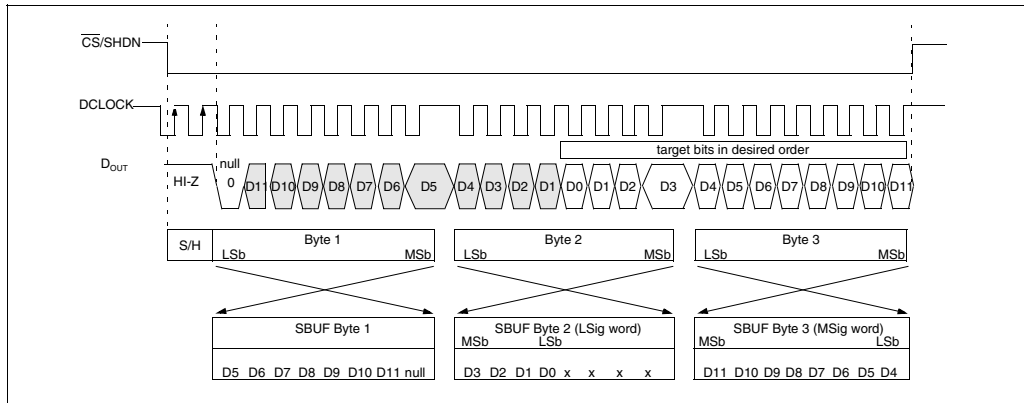 CS/SHDN
DCLOCK
target bits in desired order
DOUT
HI-Z
null
0 D11 D10 D9 D8 D7 D6 D5 D4 D3 D2 D1 D0 D1 D2 D3 D4 D5 D6 D7 D8 D9 D10 D11
S/H
Byte 1
LSb MSb
Byte 2
LSb MSb
Byte 3
LSb MSb
SBUF Byte 1
D5 D6 D7 D8 D9 D10 D11 null
SBUF Byte 2 (LSig word)
MSb LSb
D3 D2 D1 D0 x x x x
SBUF Byte 3 (MSig word)
MSb LSb
D11 D10 D9 D8 D7 D6 D5 D4